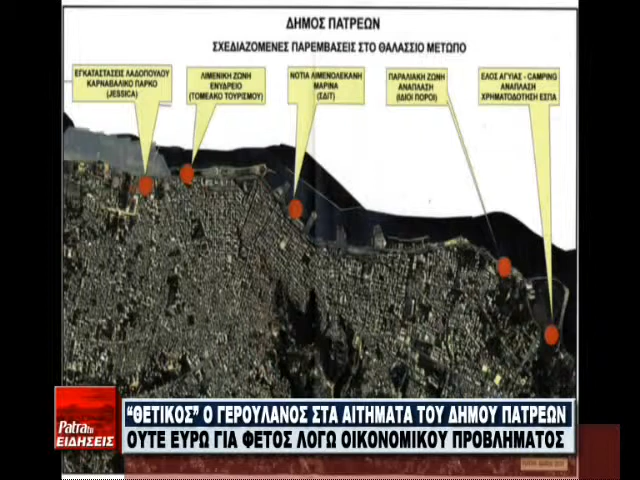 ΔΗΜΟΣ ΠΑΤΡΕΩΝ
ΣΧΕΔΙΑΖΟΜΕΝΕΣ ΠΑΡΕΜΒΑΣΕΙΣ ΣΤΟ ΘΑΛΑΣΣΙΟ ΜΕΤΩΠΟ
ΕΓΚΑΤΑΣΤΑΣΕΙΣ ΛΑΔΟΠΟΥΛΟΥ
ΚΑΡΝΑΒΑΛΙΚΟ ΠΑΡΚΟ
(JESSICA)
ΛΙΜΕΝΙΚΗ ΖΩΝΗ
ΕΝΥΔΡΕΙΟ
(ΤΟΜΕΑΚΟ ΤΟΥΡΙΣΜΟΥ)
ΝΟΤΙΑ ΛΙΜΕΝΟΛΕΚΑΝΗ
ΜΑΡΙΝΑ
(ΣΔΙΤ)
ΠΑΡΑΛΙΑΚΗ ΖΩΝΗ
ΑΝΑΠΛΑΣΗ
(ΙΔΙΟΙ ΠΟΡΟΙ)
ΕΛΟΣ ΑΓΥΙΑΣ - CAMPING
ΑΝΑΠΛΑΣΗ
ΧΡΗΜΑΤΟΔΟΤΗΣΗ ΕΣΠΑ
Patra tv
ΕΙΔΗΣΕΙΣ
“ΘΕΤΙΚΟΣ” Ο ΓΕΡΟΥΛΑΝΟΣ ΣΤΑ ΑΙΤΗΜΑΤΑ ΤΟΥ ΔΗΜΟΥ ΠΑΤΡΕΩΝ
ΟΥΤΕ ΕΥΡΩ ΓΙΑ ΦΕΤΟΣ ΛΟΓΩ ΟΙΚΟΝΟΜΙΚΟΥ ΠΡΟΒΛΗΜΑΤΟΣ